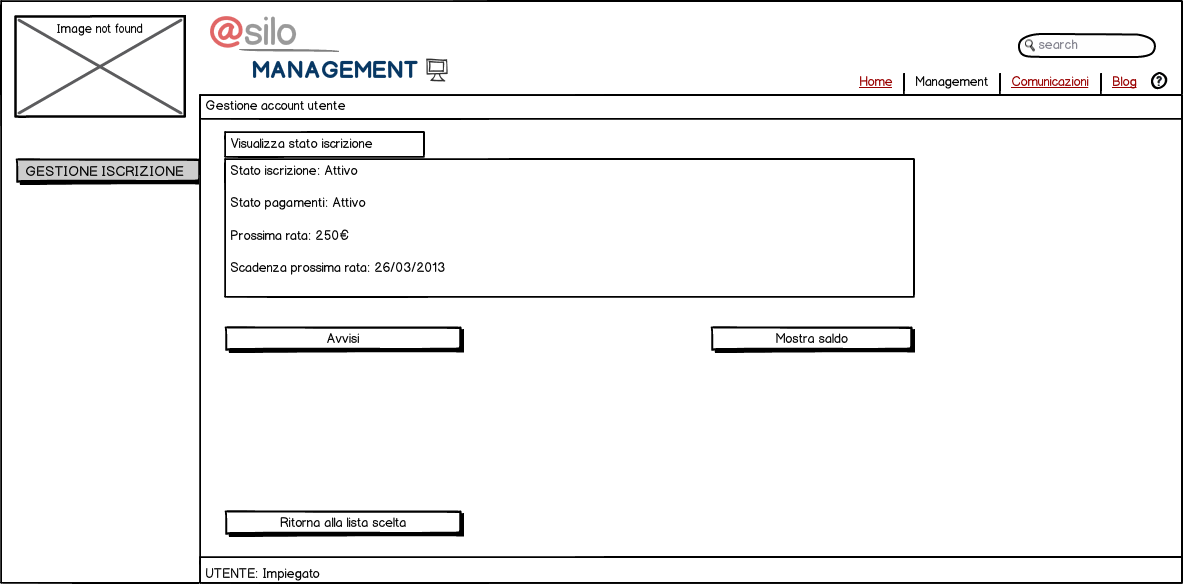 Image not found
@silo
MANAGEMENT
search
Home
Management
Comunicazioni
Blog
?
Gestione account utente
GESTIONE ISCRIZIONE
Visualizza stato iscrizione
Stato iscrizione: Attivo
Stato pagamenti: Attivo
Prossima rata: 250€
Scadenza prossima rata: 26/03/2013
Avvisi
Mostra saldo
Ritorna alla lista scelta
UTENTE: Impiegato